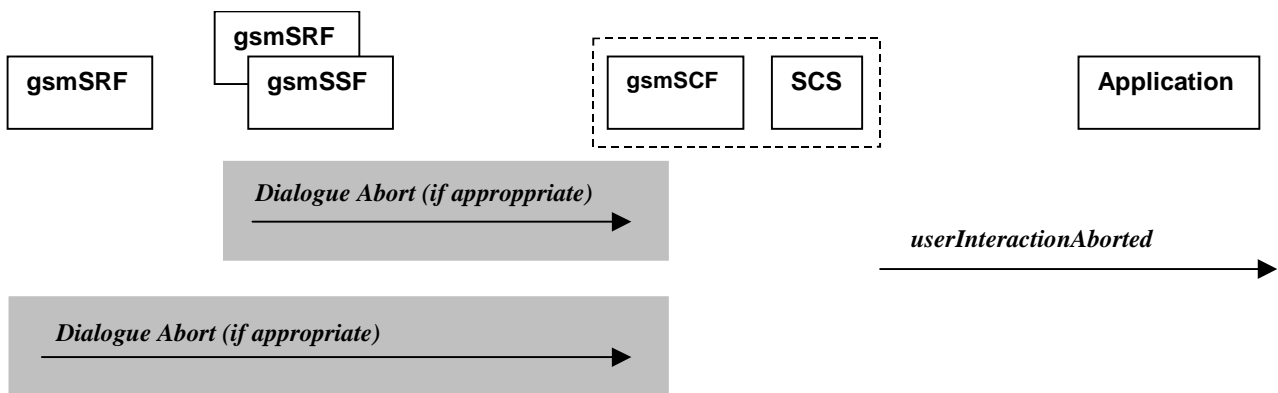 gsmSRF
gsmSRF
gsmSSF
gsmSCF
SCS
Application
Dialogue Abort (if approppriate)
userInteractionAborted
Dialogue Abort (if appropriate)